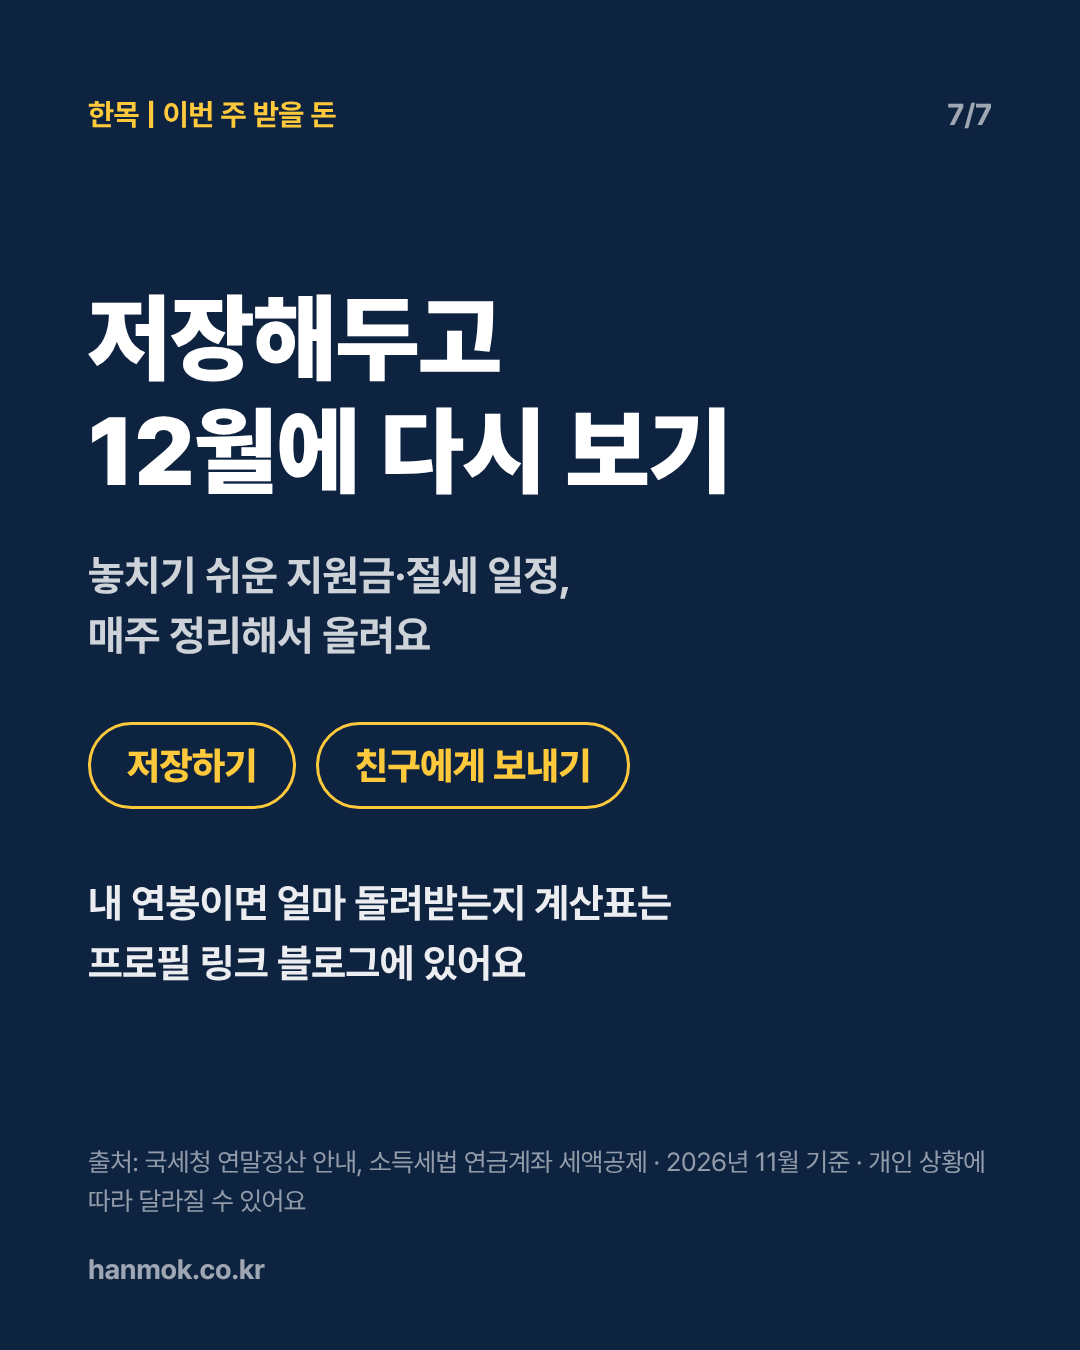 한목 | 이번 주 받을 돈
7/7
저장해두고
12월에 다시 보기
놓치기 쉬운 지원금·절세 일정,
매주 정리해서 올려요
저장하기
친구에게 보내기
내 연봉이면 얼마 돌려받는지 계산표는
프로필 링크 블로그에 있어요
출처: 국세청 연말정산 안내, 소득세법 연금계좌 세액공제 · 2026년 11월 기준 · 개인 상황에
따라 달라질 수 있어요
hanmok.co.kr